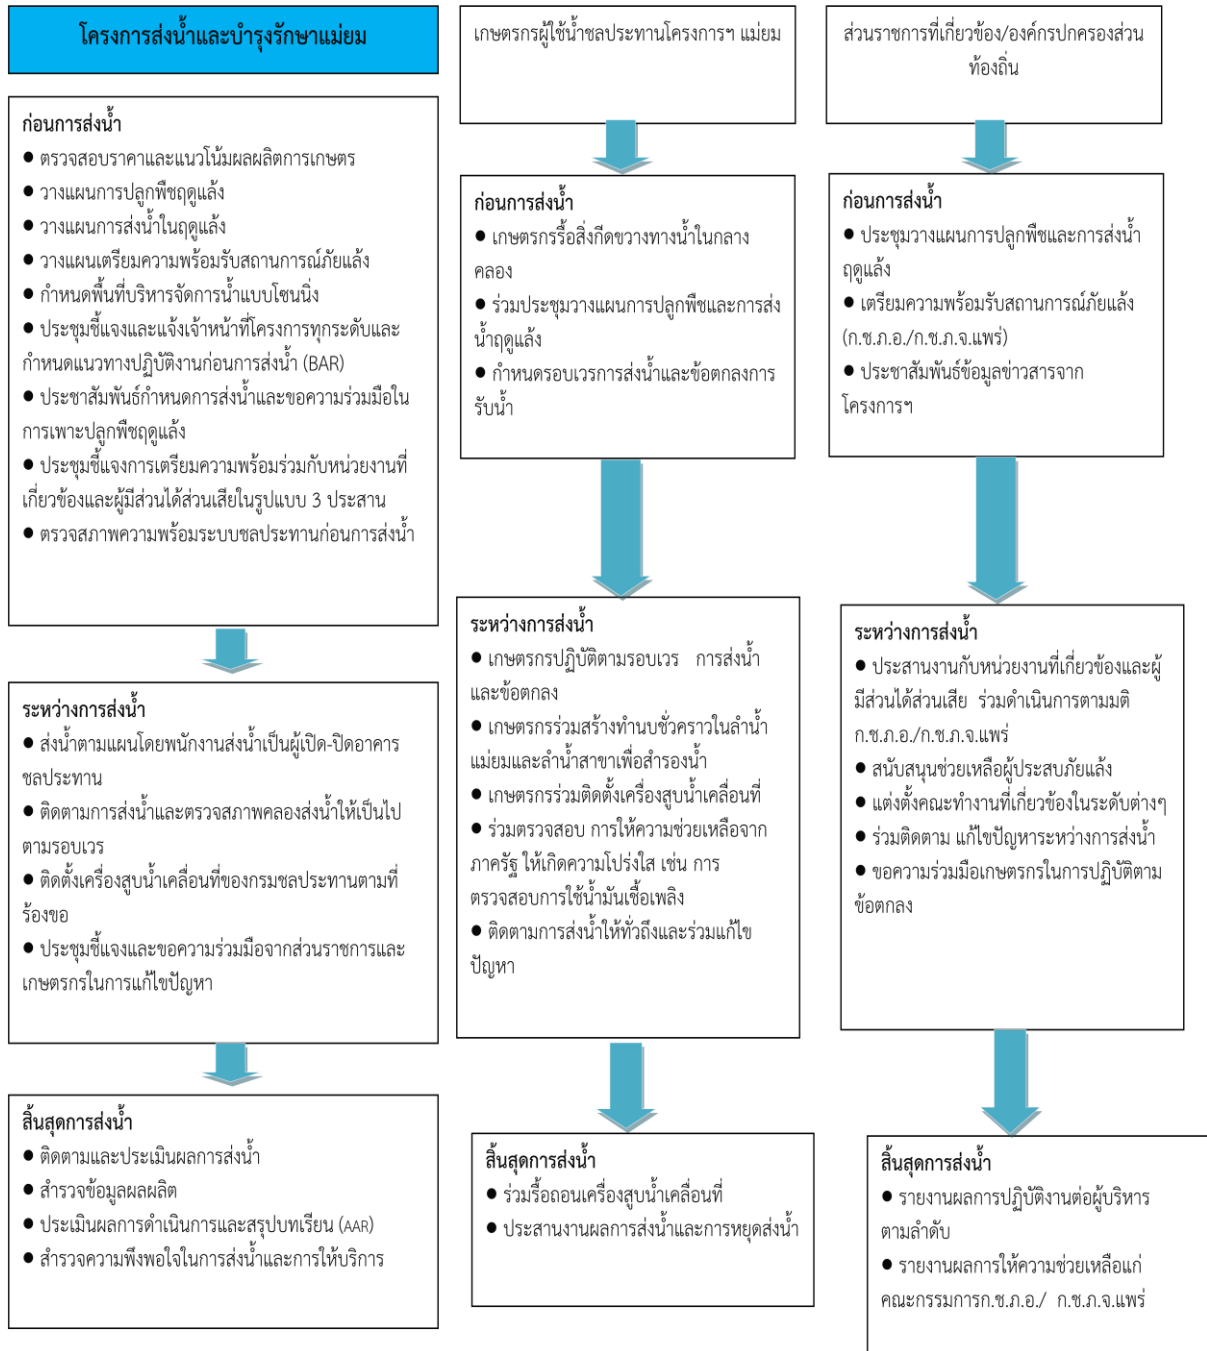 โครงการส่งน้ำและบำรุงรักษาแม่ยม
ก่อนการส่งน้ำ
● ตรวจสอบราคาและแนวโน้มผลผลิตการเกษตร
● วางแผนการปลูกพืชฤดูแล้ง
● วางแผนการส่งน้ำในฤดูแล้ง
● วางแผนเตรียมความพร้อมรับสถานการณ์ภัยแล้ง
● กำหนดพื้นที่บริหารจัดการน้ำแบบโซนนิ่ง
● ประชุมชี้แจงและแจ้งเจ้าหน้าที่โครงการทุกระดับและ
กำหนดแนวทางปฏิบัติงานก่อนการส่งน้ำ (BAR)
● ประชาสัมพันธ์กำหนดการส่งน้ำและขอความร่วมมือใน
การเพาะปลูกพืชฤดูแล้ง
● ประชุมชี้แจงการเตรียมความพร้อมร่วมกับหน่วยงานที่
เกี่ยวข้องและผู้มีส่วนได้ส่วนเสียในรูปแบบ 3 ประสาน
● ตรวจสภาพความพร้อมระบบชลประทานก่อนการส่งน้ำ
ระหว่างการส่งน้ำ
● ส่งน้ำตามแผนโดยพนักงานส่งน้ำเป็นผู้เปิด-ปิดอาคาร
ชลประทาน
● ติดตามการส่งน้ำและตรวจสภาพคลองส่งน้ำให้เป็นไป
ตามรอบเวร
● ติดตั้งเครื่องสูบน้ำเคลื่อนที่ของกรมชลประทานตามที่
ร้องขอ
● ประชุมชี้แจงและขอความร่วมมือจากส่วนราชการและ
เกษตรกรในการแก้ไขปัญหา
สิ้นสุดการส่งน้ำ
● ติดตามและประเมินผลการส่งน้ำ
● สำรวจข้อมูลผลผลิต
● ประเมินผลการดำเนินการและสรุปบทเรียน (AAR)
● สำรวจความพึงพอใจในการส่งน้ำและการให้บริการ
เกษตรกรผู้ใช้น้ำชลประทานโครงการฯ แม่ยม
ก่อนการส่งน้ำ
● เกษตรกรรื้อสิ่งกีดขวางทางน้ำในกลาง
คลอง
● ร่วมประชุมวางแผนการปลูกพืชและการส่ง
น้ำฤดูแล้ง
● กำหนดรอบเวรการส่งน้ำและข้อตกลงการ
รับน้ำ
ระหว่างการส่งน้ำ
● เกษตรกรปฏิบัติตามรอบเวร การส่งน้ำ
และข้อตกลง
● เกษตรกรร่วมสร้างทำนบชั่วคราวในลำน้ำ
แม่ยมและลำน้ำสาขาเพื่อสำรองน้ำ
● เกษตรกรร่วมติดตั้งเครื่องสูบน้ำเคลื่อนที่
● ร่วมตรวจสอบ การให้ความช่วยเหลือจาก
ภาครัฐ ให้เกิดความโปร่งใส เช่น การ
ตรวจสอบการใช้น้ำมันเชื้อเพลิง
● ติดตามการส่งน้ำให้ทั่วถึงและร่วมแก้ไข
ปัญหา
สิ้นสุดการส่งน้ำ
● ร่วมรื้อถอนเครื่องสูบน้ำเคลื่อนที่
● ประสานงานผลการส่งน้ำและการหยุดส่งน้ำ
ส่วนราชการที่เกี่ยวข้อง/องค์กรปกครองส่วน
ท้องถิ่น
ก่อนการส่งน้ำ
● ประชุมวางแผนการปลูกพืชและการส่งน้ำ
ฤดูแล้ง
● เตรียมความพร้อมรับสถานการณ์ภัยแล้ง
(ก.ช.ภ.อ./ก.ช.ภ.จ.แพร่)
● ประชาสัมพันธ์ข้อมูลข่าวสารจาก
โครงการฯ
ระหว่างการส่งน้ำ
● ประสานงานกับหน่วยงานที่เกี่ยวข้องและผู้
มีส่วนได้ส่วนเสีย ร่วมดำเนินการตามมติ
ก.ช.ภ.อ./ก.ช.ภ.จ.แพร่
● สนับสนุนช่วยเหลือผู้ประสบภัยแล้ง
● แต่งตั้งคณะทำงานที่เกี่ยวข้องในระดับต่างๆ
● ร่วมติดตาม แก้ไขปัญหาระหว่างการส่งน้ำ
● ขอความร่วมมือเกษตรกรในการปฏิบัติตาม
ข้อตกลง
สิ้นสุดการส่งน้ำ
● รายงานผลการปฏิบัติงานต่อผู้บริหาร
ตามลำดับ
● รายงานผลการให้ความช่วยเหลือแก่
คณะกรรมการก.ช.ภ.อ./ ก.ช.ภ.จ.แพร่